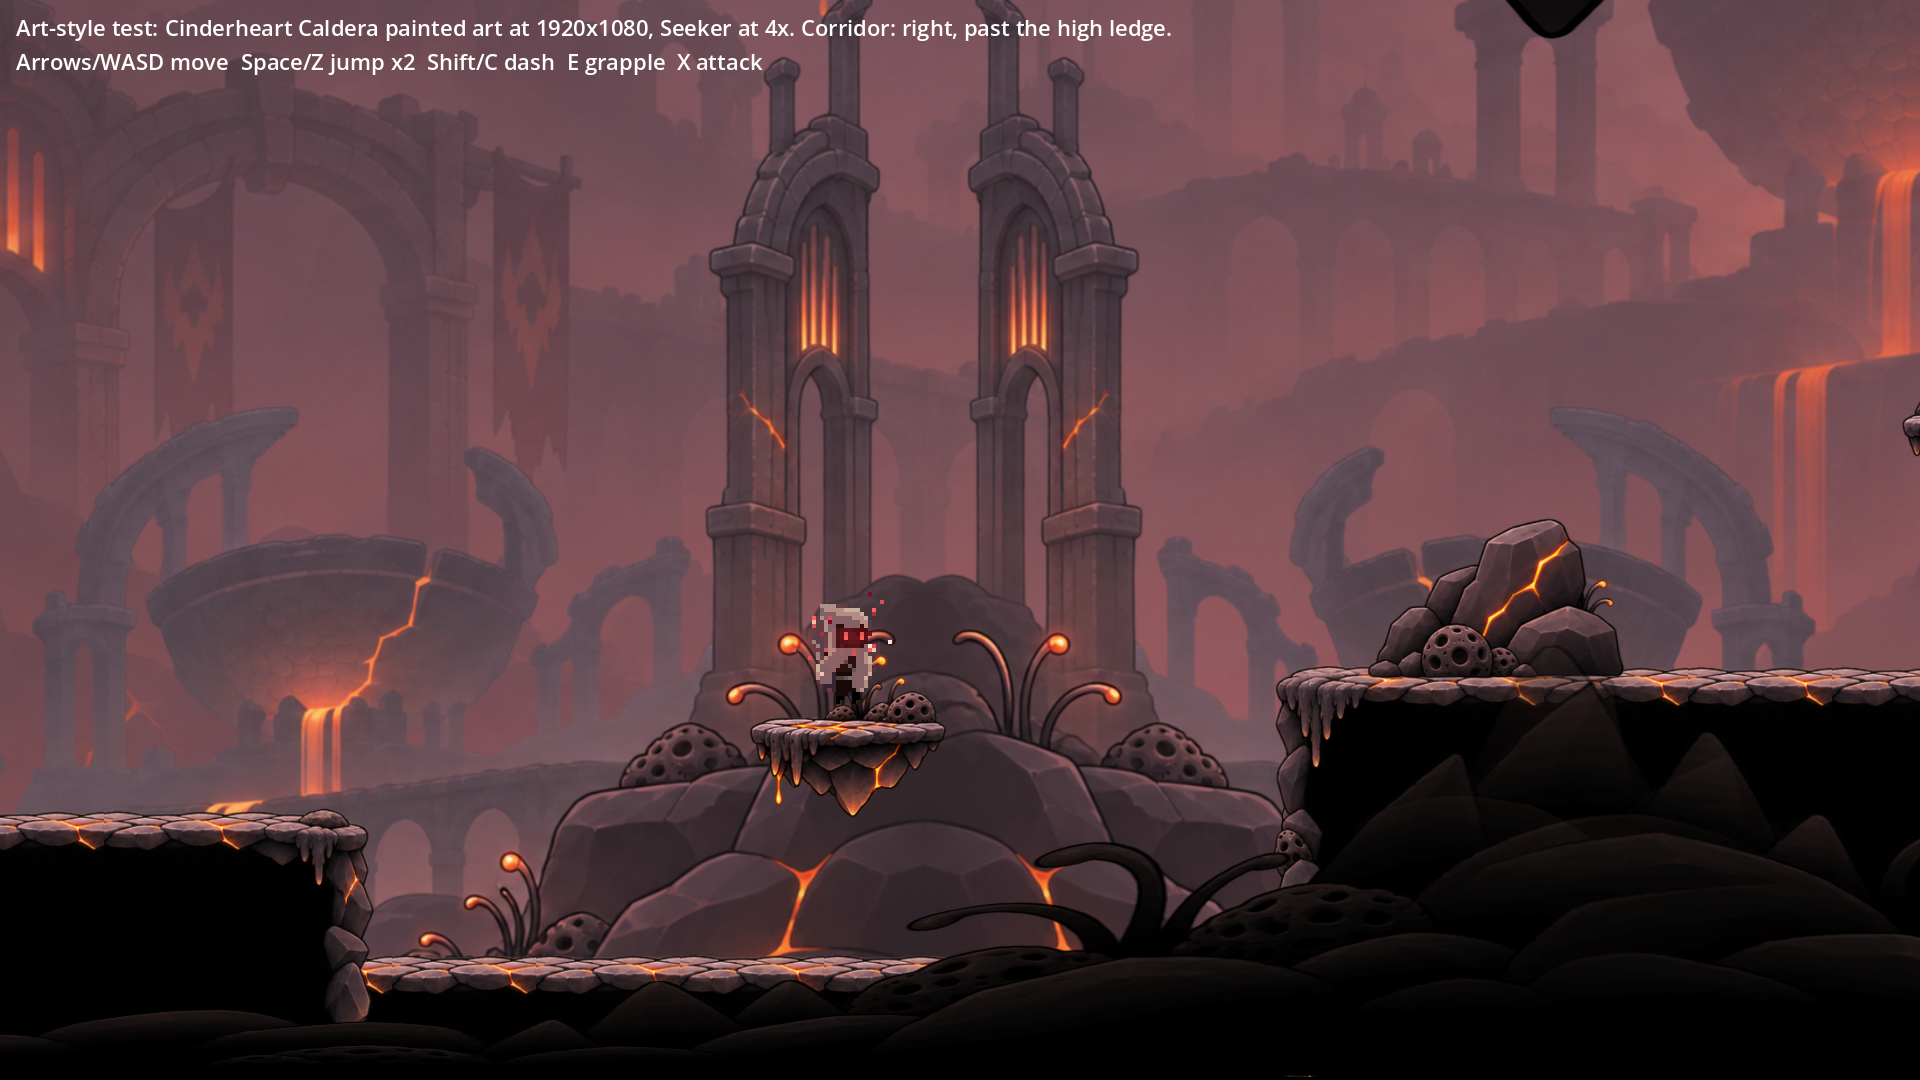 Art-style test: Cinderheart Caldera painted art at 1920x1080, Seeker at 4x. Corridor: right, past the high ledge.
Arrows/WASD move  Space/Z jump x2  Shift/C dash  E grapple  X attack